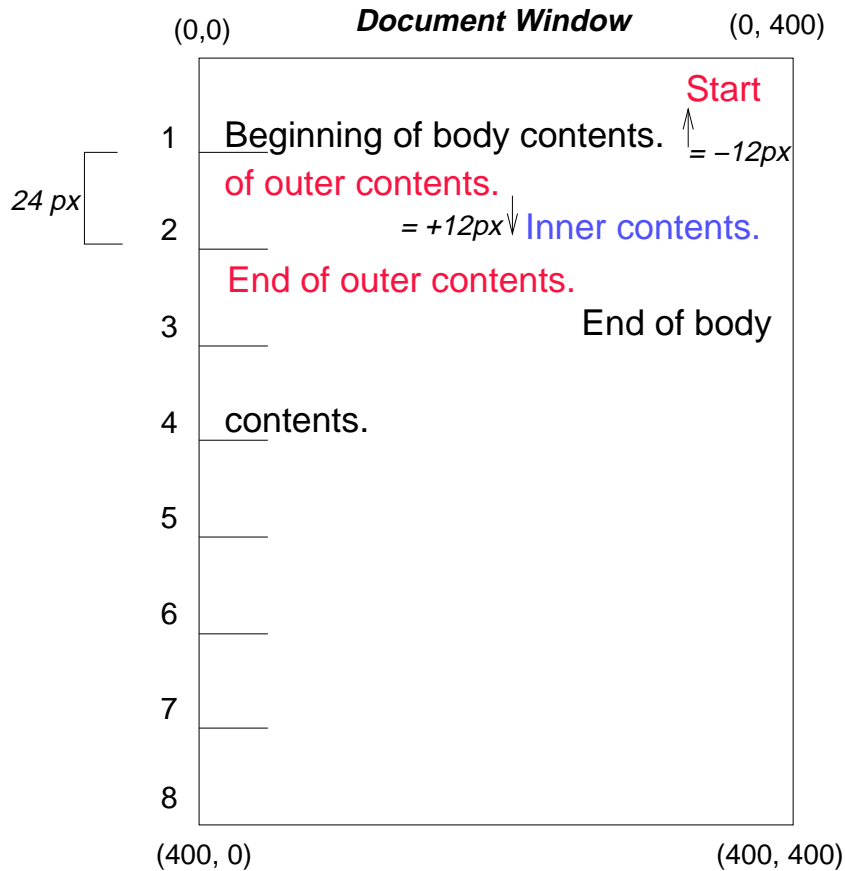 Document Window
(0,0) (0, 400)
Start
1 Beginning of body contents. = –12px
of outer contents.
24 px
2 = +12px Inner contents.
End of outer contents.
3 End of body
4 contents.
5
6
7
8
(400, 0) (400, 400)